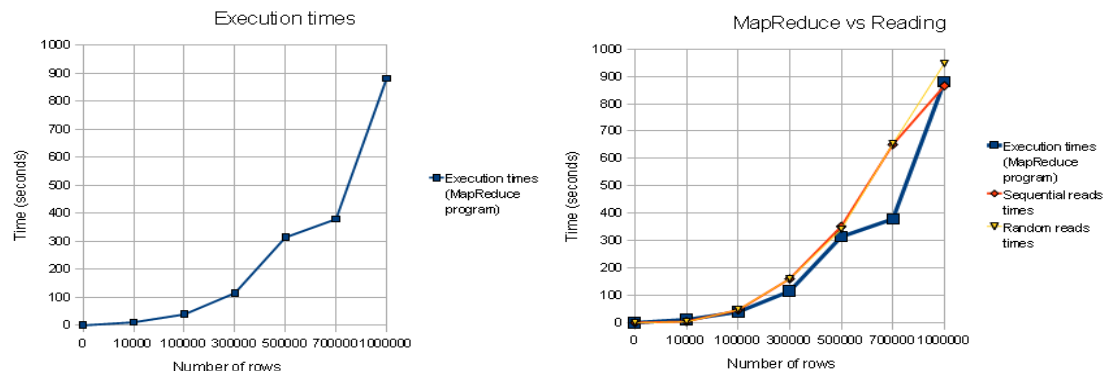 Execution times
1000
900
800
700
600
500
400
300
200
100
0
Time (seconds)
0 10000 100000 300000 500000 7000001000000
Number of rows
Execution times
(MapReduce
program)
MapReduce vs Reading
1000
900
800
700
600
500
400
300
200
100
0
Time (seconds)
0 10000 100000 300000 500000 7000001000000
Number of rows
Execution times
(MapReduce
program)
Sequential reads
times
Random reads
times